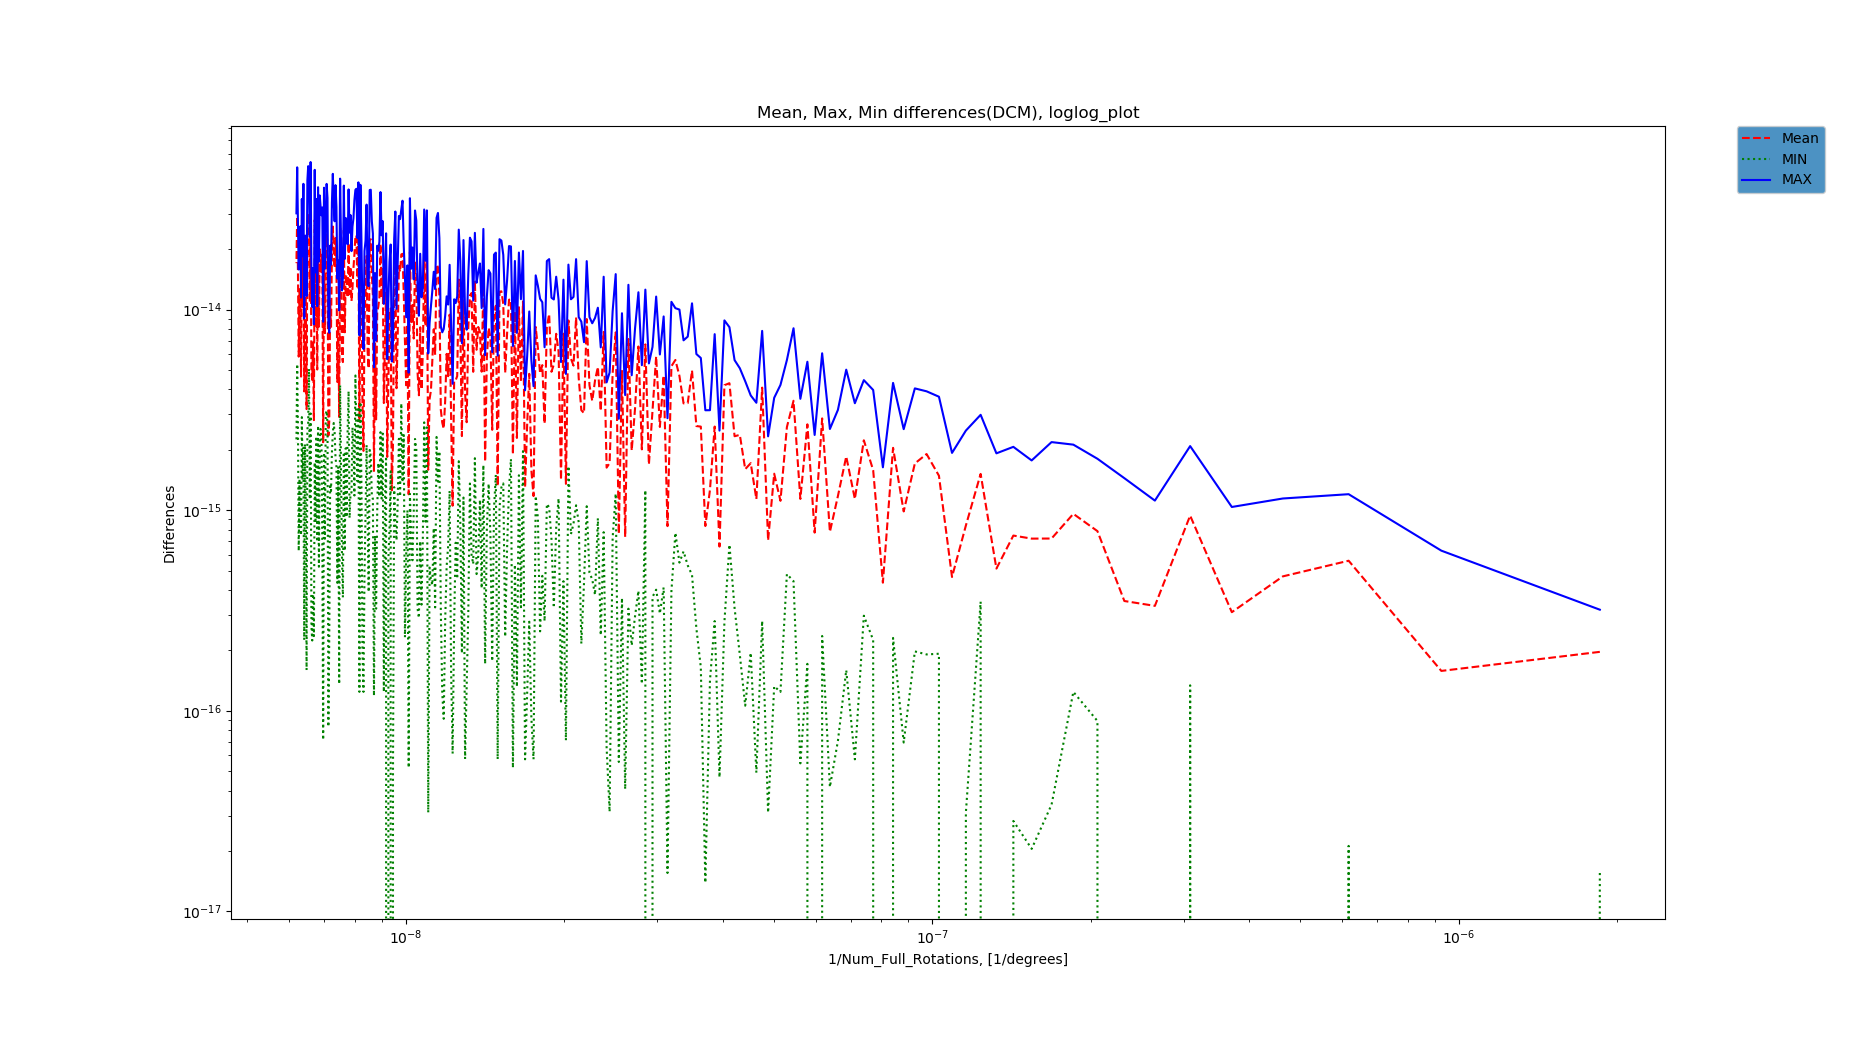 Mean, Max, Min differences(DCM), loglog_plot
Mean
MIN
MAX
10⁻¹⁴
10⁻¹⁵
10⁻¹⁶
10⁻¹⁷
Differences
10⁻⁸
10⁻⁷
10⁻⁶
1/Num_Full_Rotations, [1/degrees]